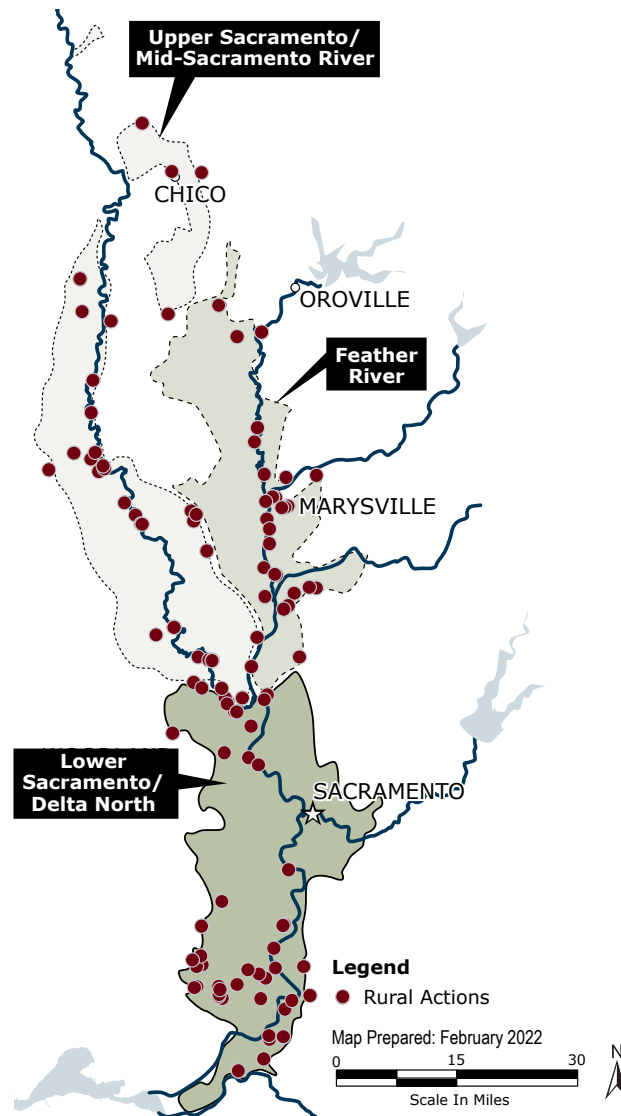 Upper Sacramento/
Mid-Sacramento River
CHICO
OROVILLE
Feather
River
MARYSVILLE
Lower
Sacramento/
Delta North
SACRAMENTO
Legend
Rural Actions
Map Prepared: February 2022
0 15 30
Scale In Miles
N